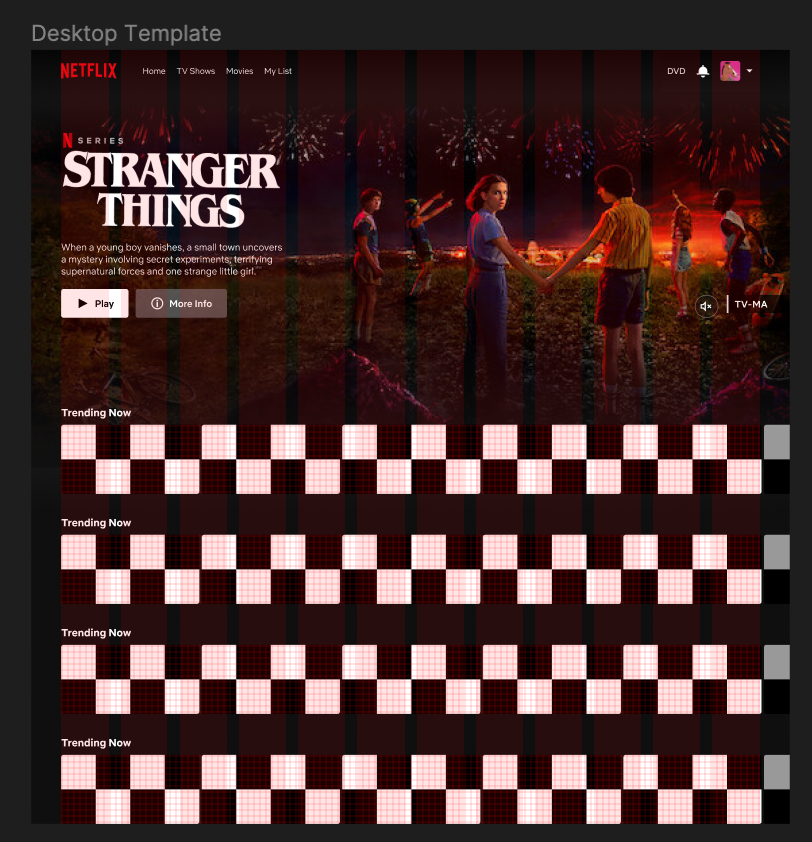 Desktop Template
NETFLIX Home TV Shows Movies My List DVD
N SERIES
STRANGER
THINGS
When a young boy vanishes, a small town uncovers
a mystery involving secret experiments, terrifying
supernatural forces and one strange little girl.
Play More Info TV-MA
Trending Now
Trending Now
Trending Now
Trending Now